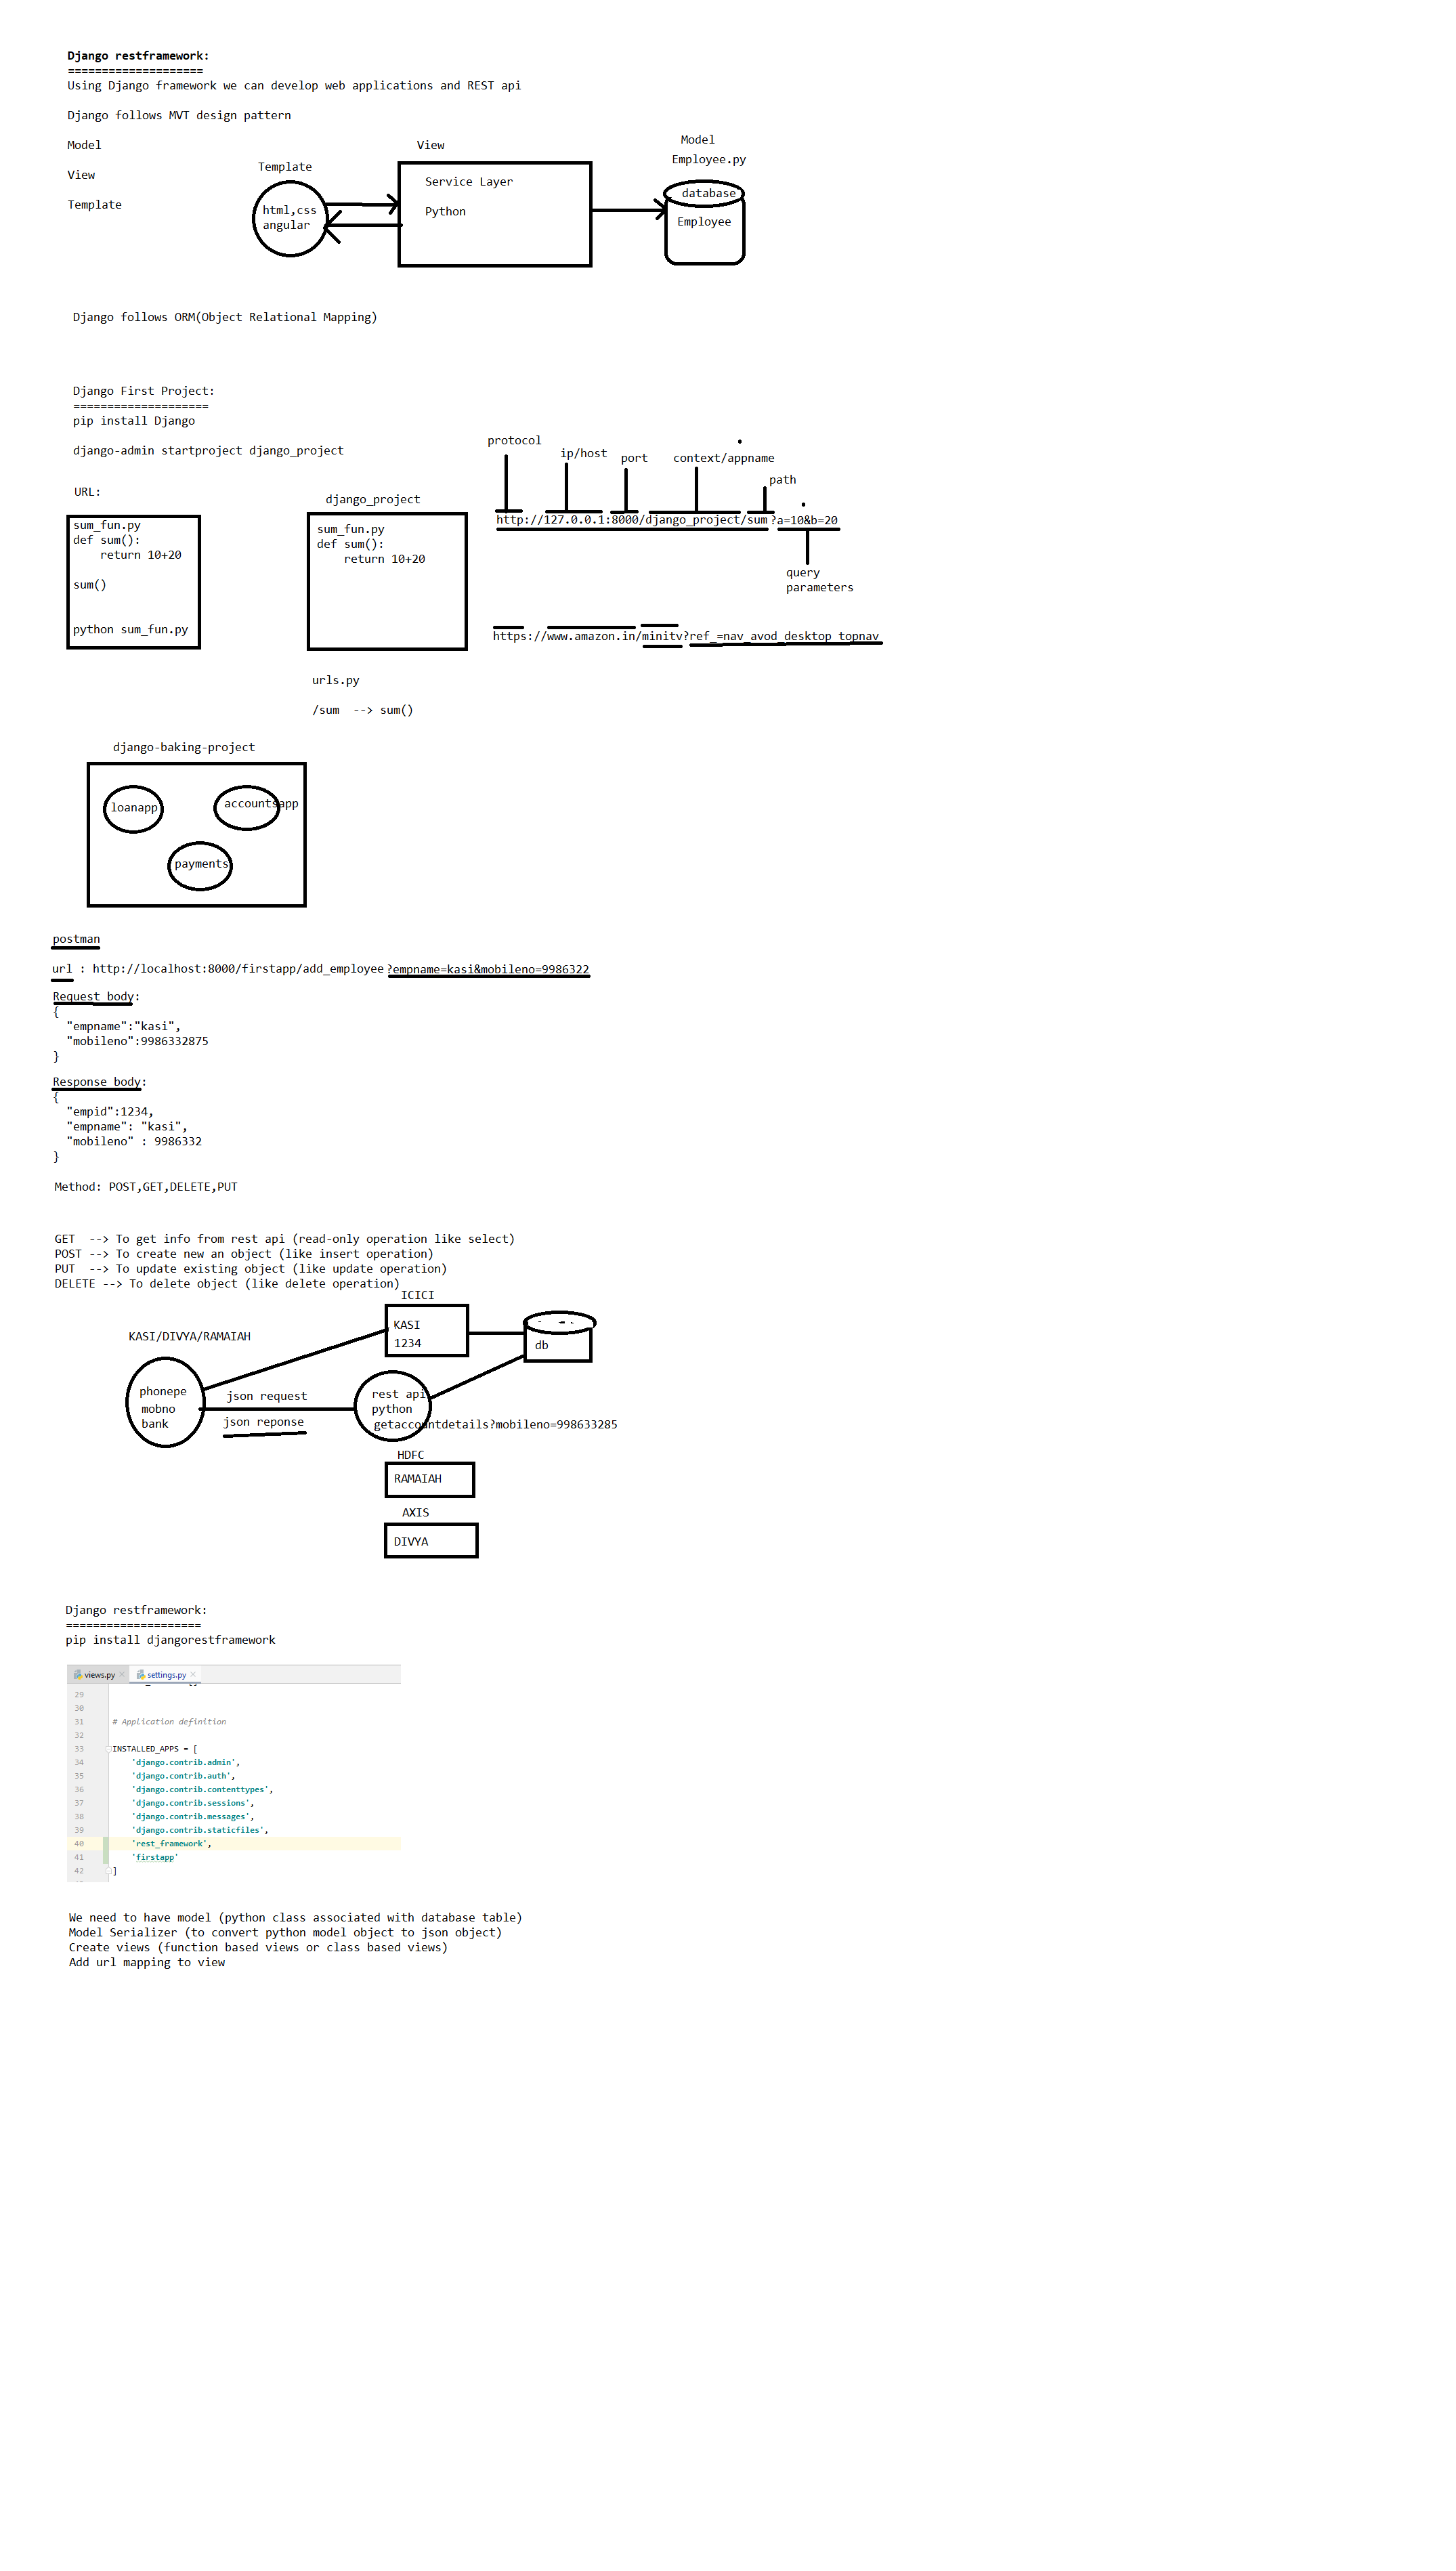 Django restframework:
====================
Using Django framework we can develop web applications and REST api
Django follows MVT design pattern
Model
View
Template
Template
html,css
angular
View
Service Layer
Python
Model
Employee.py
database
Employee
Django follows ORM(Object Relational Mapping)
Django First Project:
====================
pip install Django
django-admin startproject django_project
URL:
sum_fun.py
def sum():
    return 10+20
sum()
python sum_fun.py
django_project
sum_fun.py
def sum():
    return 10+20
urls.py
/sum  --> sum()
protocol
ip/host
port
context/appname
path
http://127.0.0.1:8000/django_project/sum?a=10&b=20
query
parameters
https://www.amazon.in/minitv?ref_=nav_avod_desktop_topnav
django-baking-project
loanapp
accountsapp
payments
postman
url : http://localhost:8000/firstapp/add_employee?empname=kasi&mobileno=9986322
Request body:
{
  "empname":"kasi",
  "mobileno":9986332875
}
Response body:
{
  "empid":1234,
  "empname": "kasi",
  "mobileno" : 9986332
}
Method: POST,GET,DELETE,PUT
GET  --> To get info from rest api (read-only operation like select)
POST --> To create new an object (like insert operation)
PUT  --> To update existing object (like update operation)
DELETE --> To delete object (like delete operation)
KASI/DIVYA/RAMAIAH
phonepe
mobno
bank
json request
json reponse
ICICI
KASI
1234
db
rest api
python
getaccountdetails?mobileno=998633285
HDFC
RAMAIAH
AXIS
DIVYA
Django restframework:
====================
pip install djangorestframework
views.py × settings.py ×
29
30
31 # Application definition
32
33 INSTALLED_APPS = [
34     'django.contrib.admin',
35     'django.contrib.auth',
36     'django.contrib.contenttypes',
37     'django.contrib.sessions',
38     'django.contrib.messages',
39     'django.contrib.staticfiles',
40     'rest_framework',
41     'firstapp'
42 ]
We need to have model (python class associated with database table)
Model Serializer (to convert python model object to json object)
Create views (function based views or class based views)
Add url mapping to view